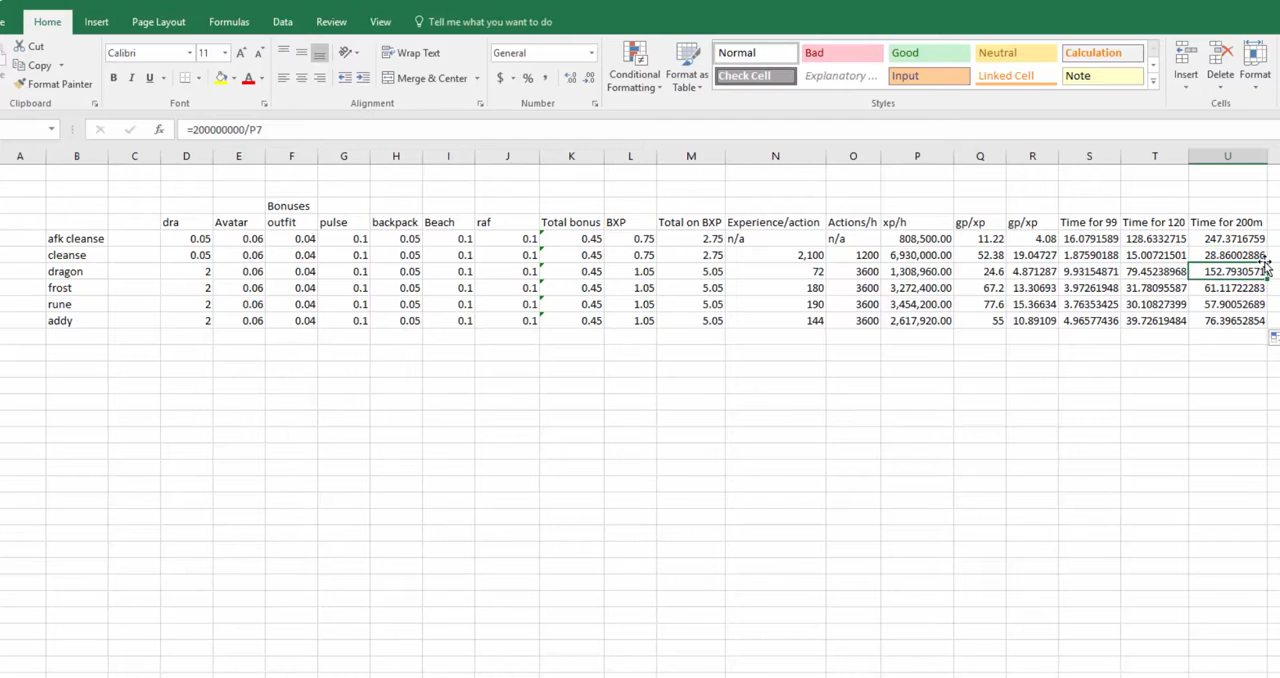 e Home Insert Page Layout Formulas Data Review View Tell me what you want to do
Cut Calibri 11 A A Wrap Text General Normal Bad Good Neutral Calculation
Copy Conditional Format as Insert Delete Format
Format Painter B I U A Merge & Center $ % , Formatting Table Check Cell Explanatory ... Input Linked Cell Note
Clipboard Font Alignment Number Styles Cells
fx =200000000/P7
A B C D E F G H I J K L M N O P Q R S T U
Bonuses
dra Avatar outfit pulse backpack Beach raf Total bonus BXP Total on BXP Experience/action Actions/h xp/h gp/xp gp/xp Time for 99 Time for 120 Time for 200m
afk cleanse 0.05 0.06 0.04 0.1 0.05 0.1 0.1 0.45 0.75 2.75 n/a n/a 808,500.00 11.22 4.08 16.0791589 128.6332715 247.3716759
cleanse 0.05 0.06 0.04 0.1 0.05 0.1 0.1 0.45 0.75 2.75 2,100 1200 6,930,000.00 52.38 19.04727 1.87590188 15.00721501 28.86002886
dragon 2 0.06 0.04 0.1 0.05 0.1 0.1 0.45 1.05 5.05 72 3600 1,308,960.00 24.6 4.871287 9.93154871 79.45238968 152.7930571
frost 2 0.06 0.04 0.1 0.05 0.1 0.1 0.45 1.05 5.05 180 3600 3,272,400.00 67.2 13.30693 3.97261948 31.78095587 61.11722283
rune 2 0.06 0.04 0.1 0.05 0.1 0.1 0.45 1.05 5.05 190 3600 3,454,200.00 77.6 15.36634 3.76353425 30.10827399 57.90052689
addy 2 0.06 0.04 0.1 0.05 0.1 0.1 0.45 1.05 5.05 144 3600 2,617,920.00 55 10.89109 4.96577436 39.72619484 76.39652854